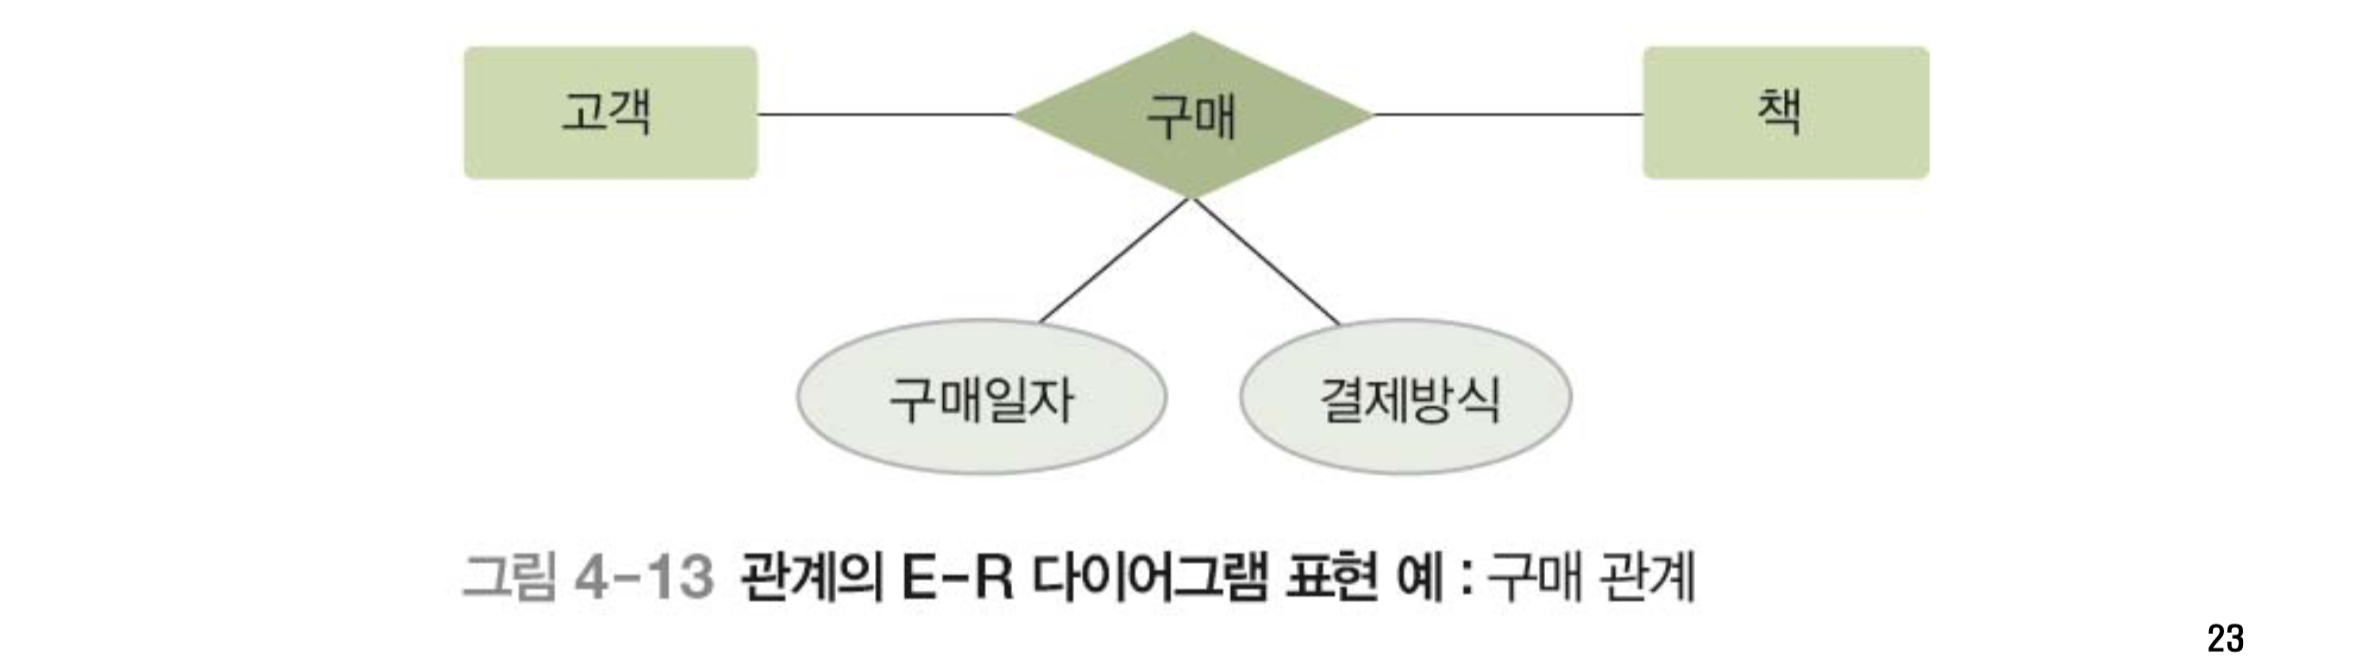 고객
구매
책
구매일자
결제방식
그림 4-13 관계의 E-R 다이어그램 표현 예 : 구매 관계
23